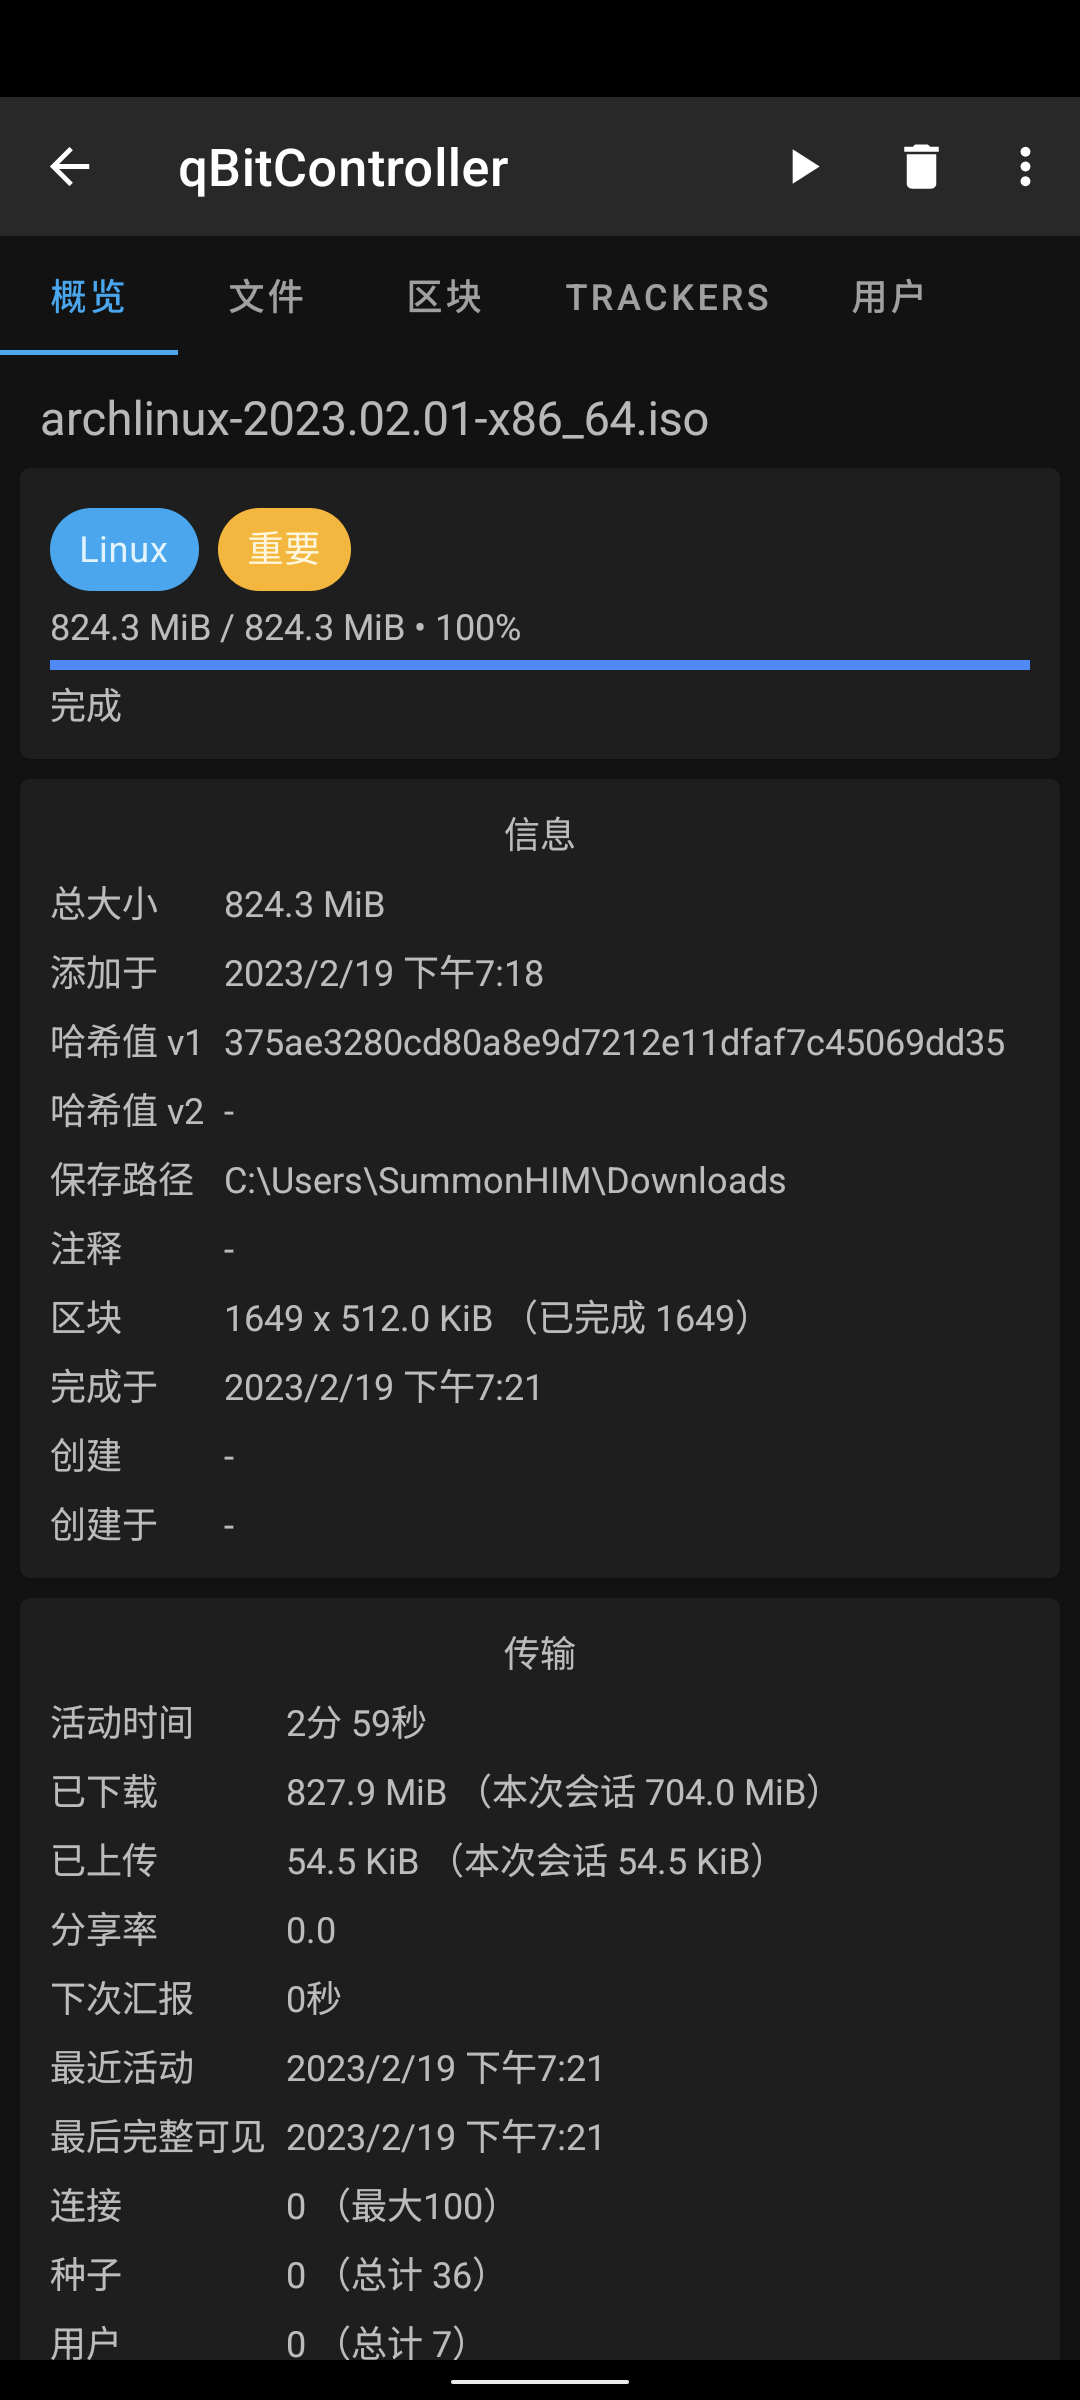 qBitController
概览 文件 区块 TRACKERS 用户
archlinux-2023.02.01-x86_64.iso
Linux 重要
824.3 MiB / 824.3 MiB • 100%
完成
信息
总大小 824.3 MiB
添加于 2023/2/19 下午7:18
哈希值 v1 375ae3280cd80a8e9d7212e11dfaf7c45069dd35
哈希值 v2 -
保存路径 C:\Users\SummonHIM\Downloads
注释 -
区块 1649 x 512.0 KiB （已完成 1649）
完成于 2023/2/19 下午7:21
创建 -
创建于 -
传输
活动时间 2分 59秒
已下载 827.9 MiB （本次会话 704.0 MiB）
已上传 54.5 KiB （本次会话 54.5 KiB）
分享率 0.0
下次汇报 0秒
最近活动 2023/2/19 下午7:21
最后完整可见 2023/2/19 下午7:21
连接 0 （最大100）
种子 0 （总计 36）
用户 0 （总计 7）